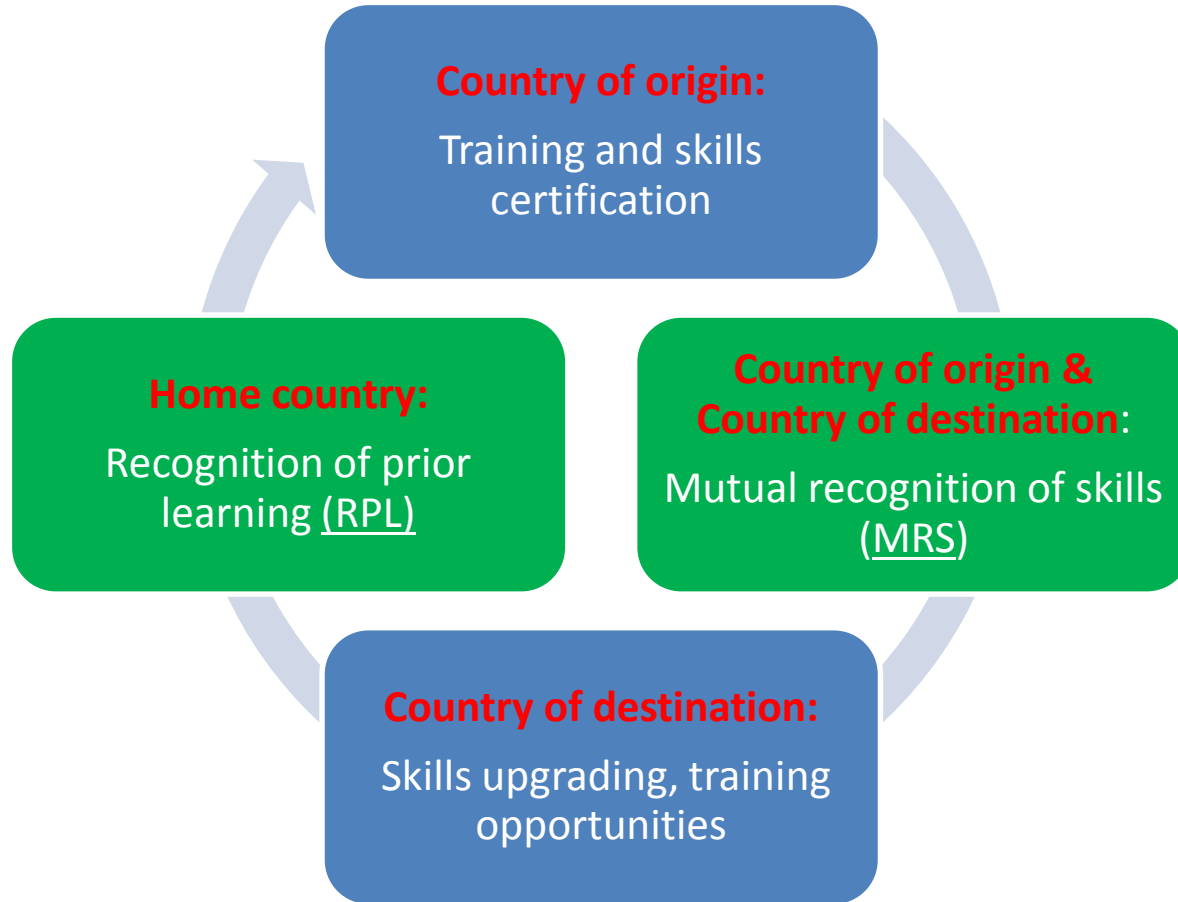 Country of origin:
Training and skills
certification
Home country:
Recognition of prior
learning (RPL)
Country of origin &
Country of destination:
Mutual recognition of skills
(MRS)
Country of destination:
Skills upgrading, training
opportunities